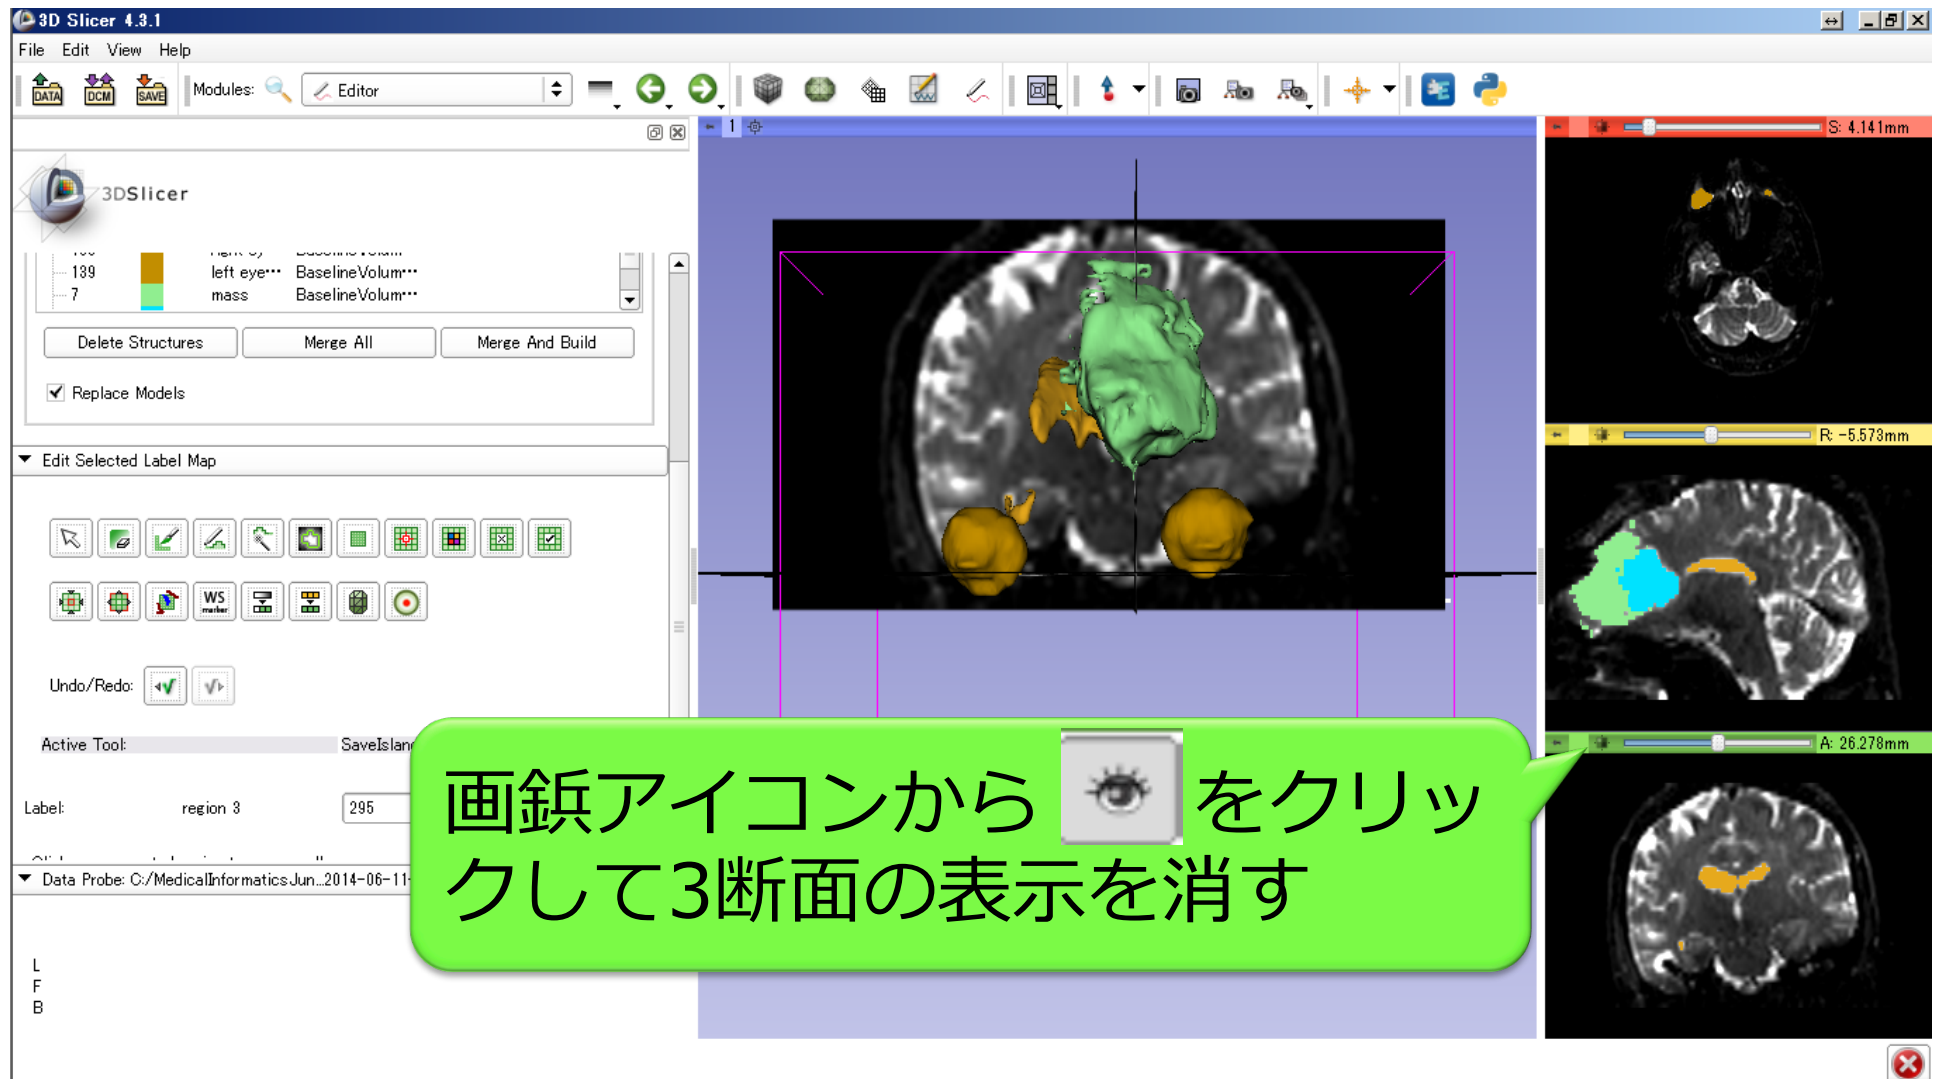 3D Slicer 4.3.1
File Edit View Help
DATA DCM SAVE Modules: Editor
1
S: 4.141mm
3DSlicer
139 left eye… BaselineVolum…
7 mass BaselineVolum…
Delete Structures Merge All Merge And Build
Replace Models
R: -5.573mm
Edit Selected Label Map
WS
marker
Undo/Redo:
Active Tool: SaveIslan
A: 26.278mm
Label: region 3 295
画鋲アイコンから をクリッ
クして3断面の表示を消す
Data Probe: C:/MedicalInformaticsJun...2014-06-11-
L
F
B